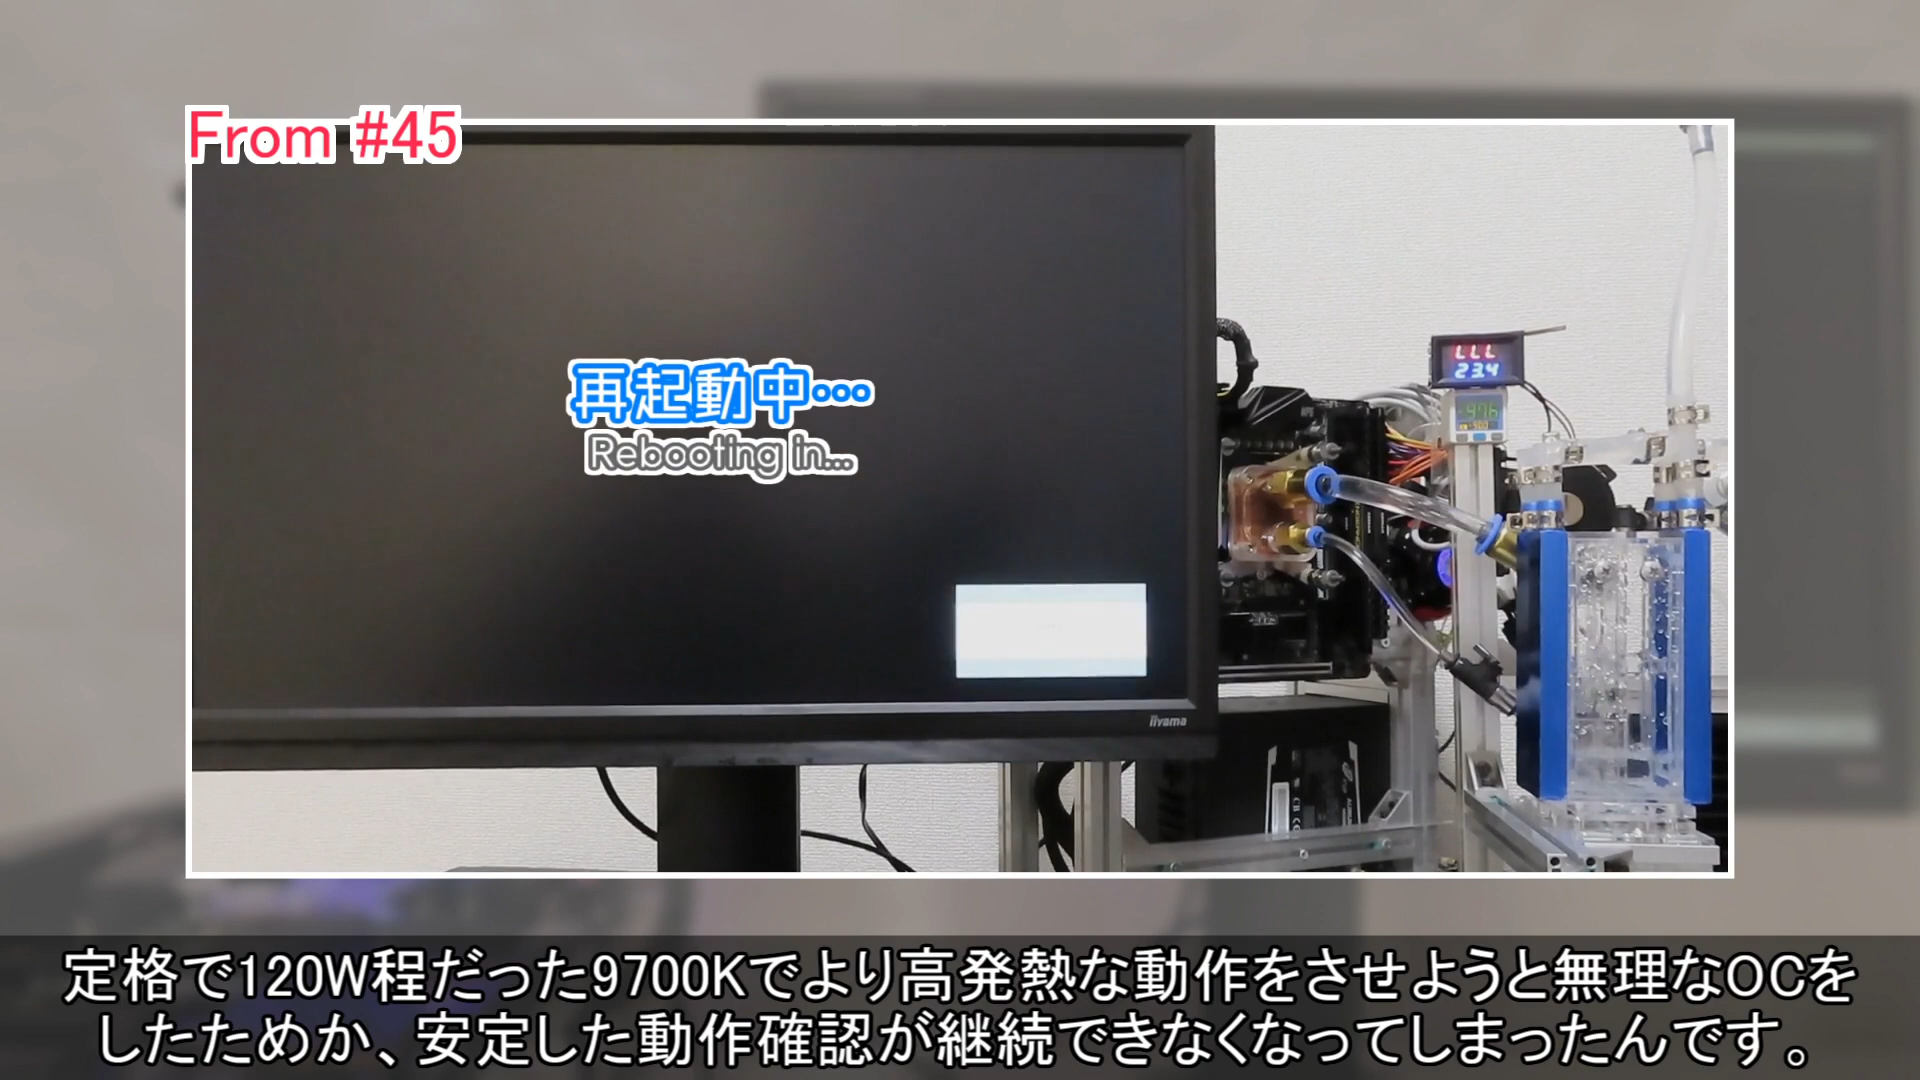 From #45
再起動中…
Rebooting in...
LLL
23.4
-97.6
iiyama
定格で120W程だった9700Kでより高発熱な動作をさせようと無理なOCを
したためか、安定した動作確認が継続できなくなってしまったんです。